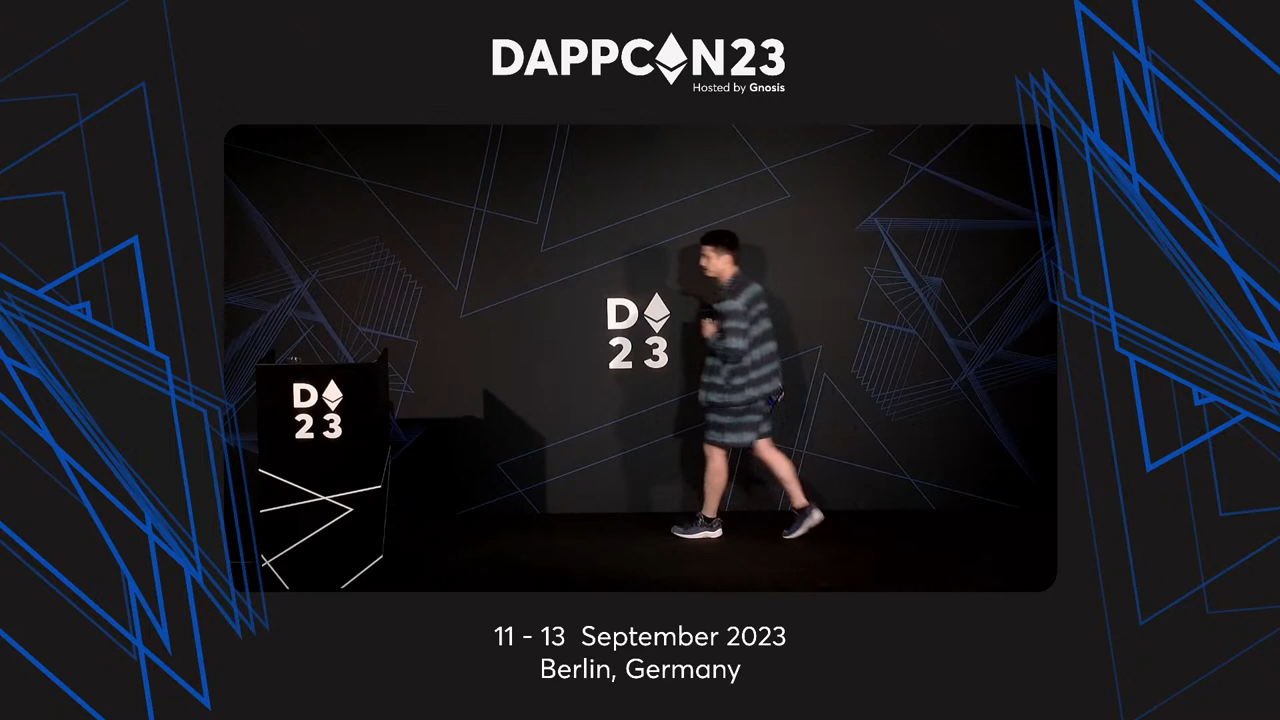 DAPPCON23
Hosted by Gnosis
D
23
D
23
11 - 13 September 2023
Berlin, Germany